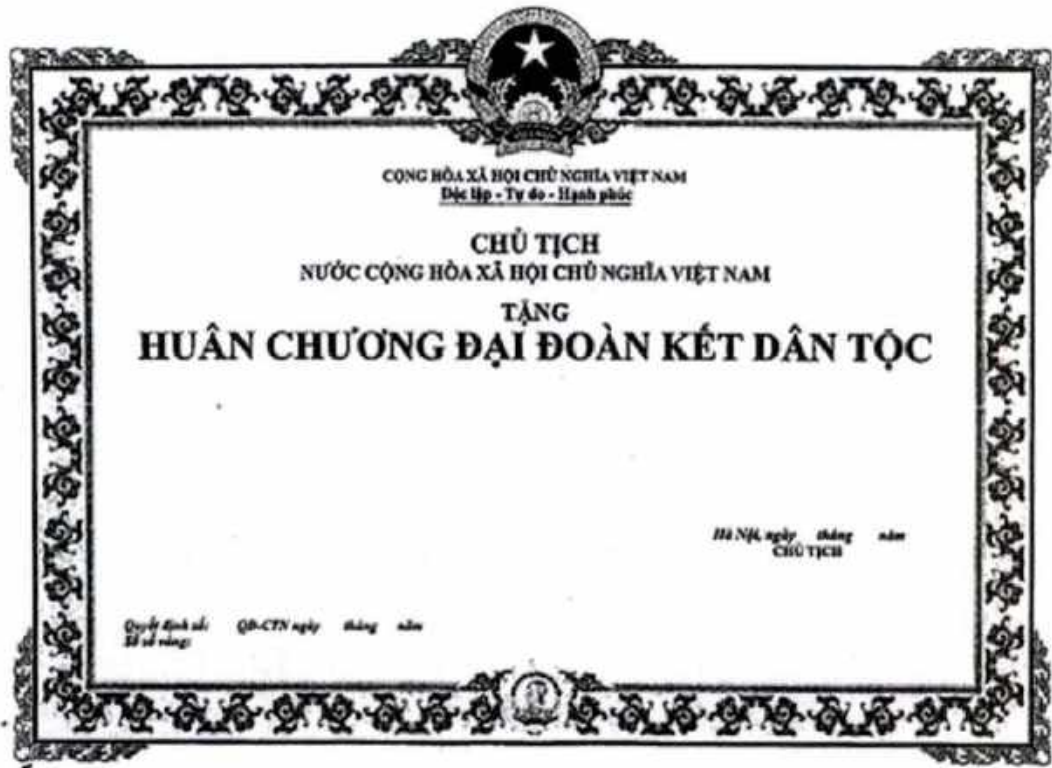 CỘNG HÒA XÃ HỘI CHỦ NGHĨA VIỆT NAM
Độc lập - Tự do - Hạnh phúc
CHỦ TỊCH
NƯỚC CỘNG HÒA XÃ HỘI CHỦ NGHĨA VIỆT NAM
TẶNG
HUÂN CHƯƠNG ĐẠI ĐOÀN KẾT DÂN TỘC
Hà Nội, ngày tháng năm
CHỦ TỊCH
Quyết định số: QĐ-CTN ngày tháng năm
Số sổ vàng: